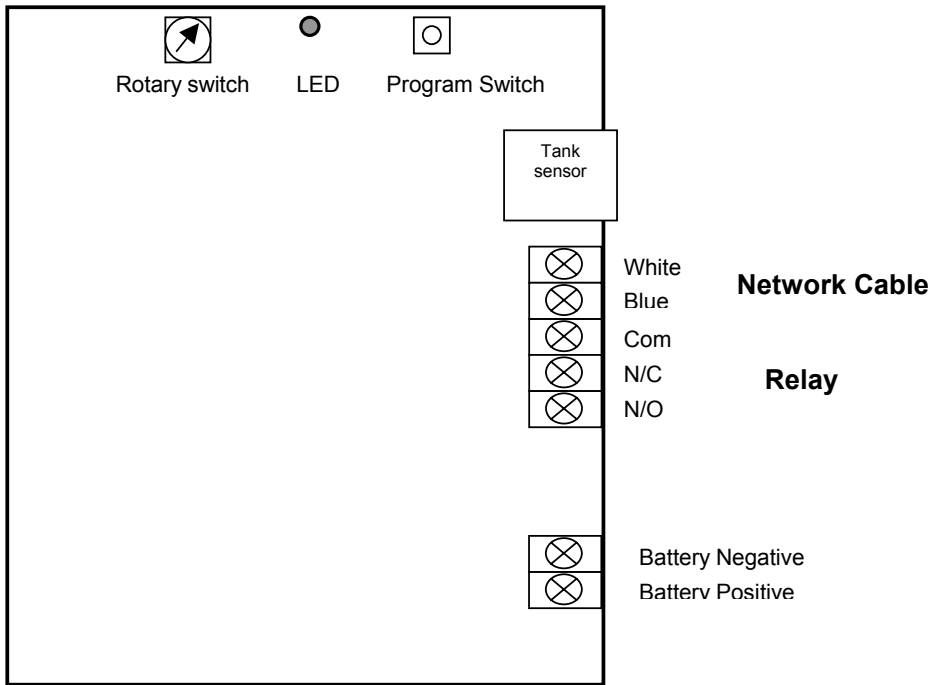 Rotary switch LED Program Switch
Tank
sensor
White
Network Cable
Blue
Com
N/C
Relay
N/O
Battery Negative
Battery Positive